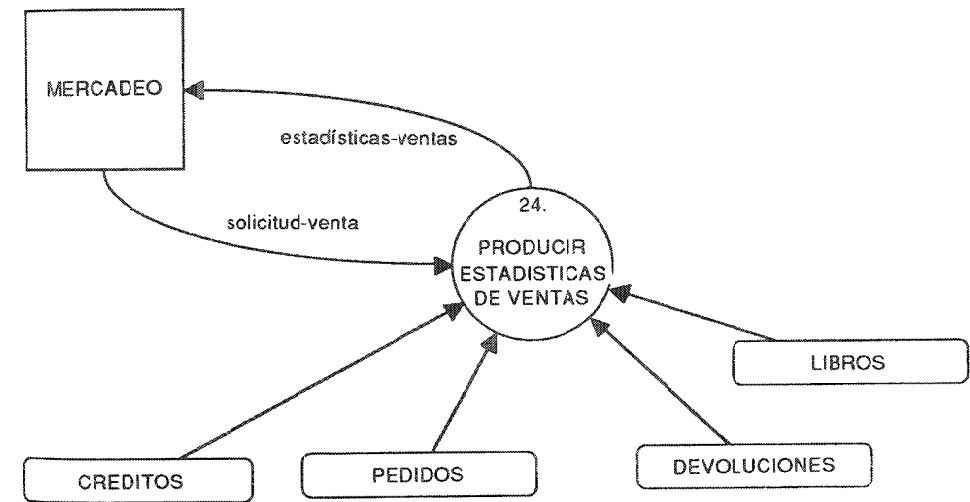 MERCADEO
estadísticas-ventas
solicitud-venta
24.
PRODUCIR
ESTADISTICAS
DE VENTAS
LIBROS
CREDITOS
PEDIDOS
DEVOLUCIONES